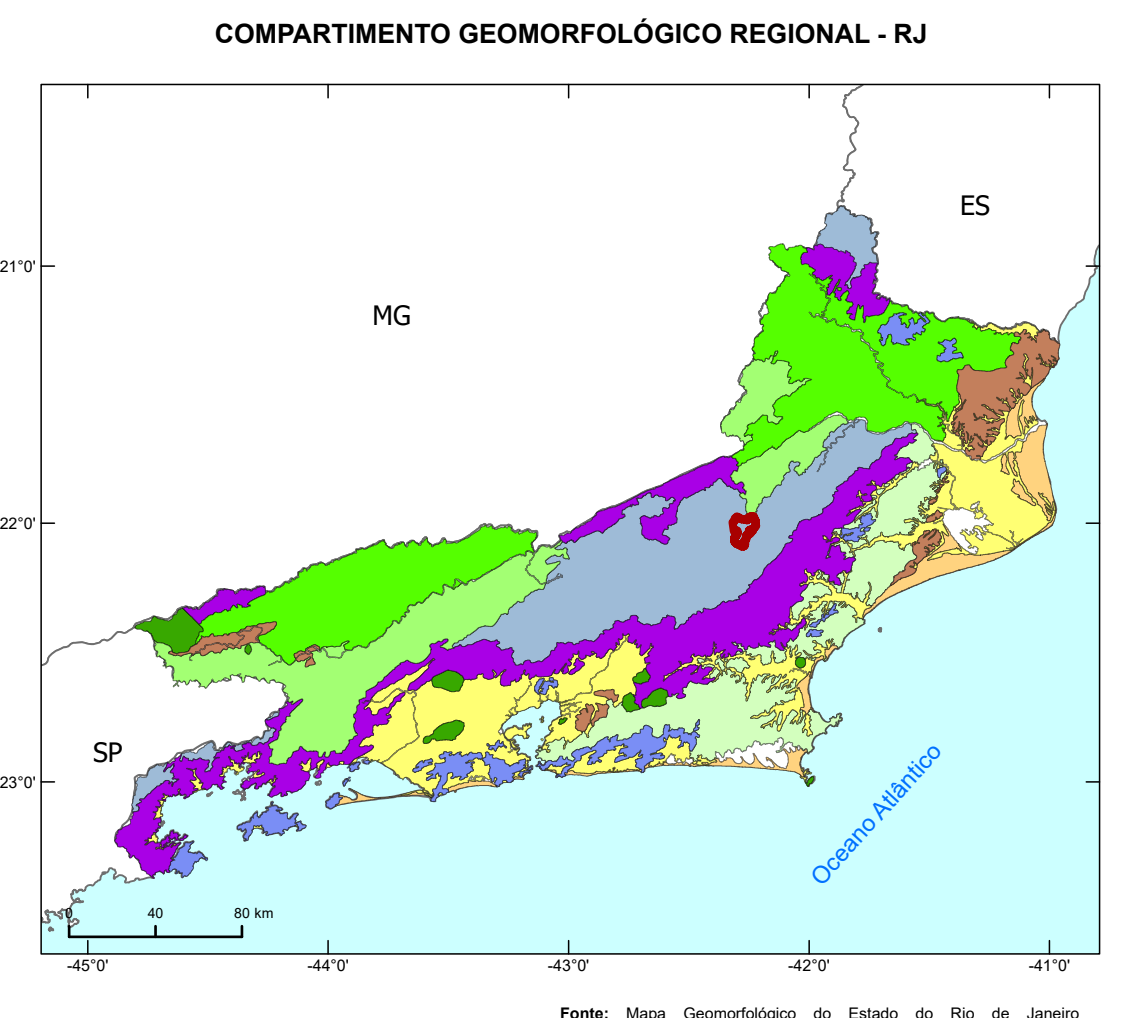 COMPARTIMENTO GEOMORFOLÓGICO REGIONAL - RJ
ES
21°0'
MG
22°0'
SP
23°0'
Oceano Atlântico
0 40 80 km
-45°0' -44°0' -43°0' -42°0' -41°0'
Fonte: Mapa Geomorfológico do Estado do Rio de Janeiro